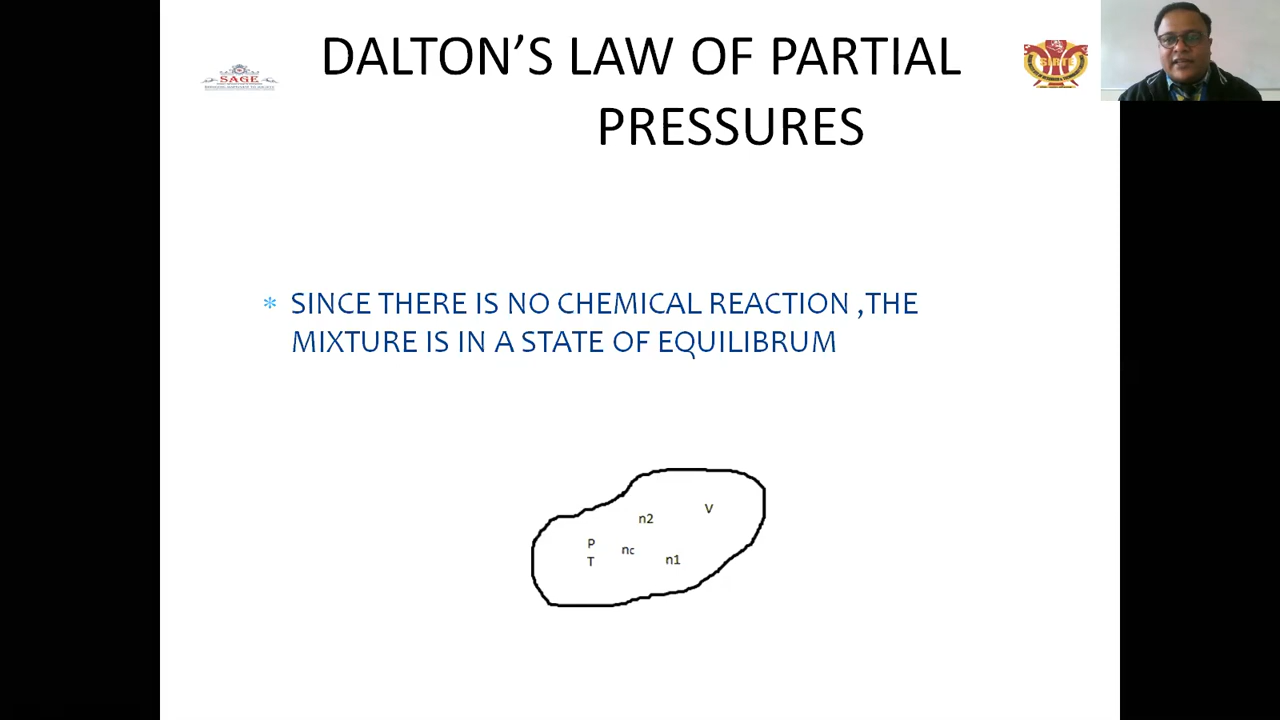 DALTON'S LAW OF PARTIAL
PRESSURES
SAGE
SIRTE
* SINCE THERE IS NO CHEMICAL REACTION ,THE
MIXTURE IS IN A STATE OF EQUILIBRUM
n2
V
P
nc
T
n1